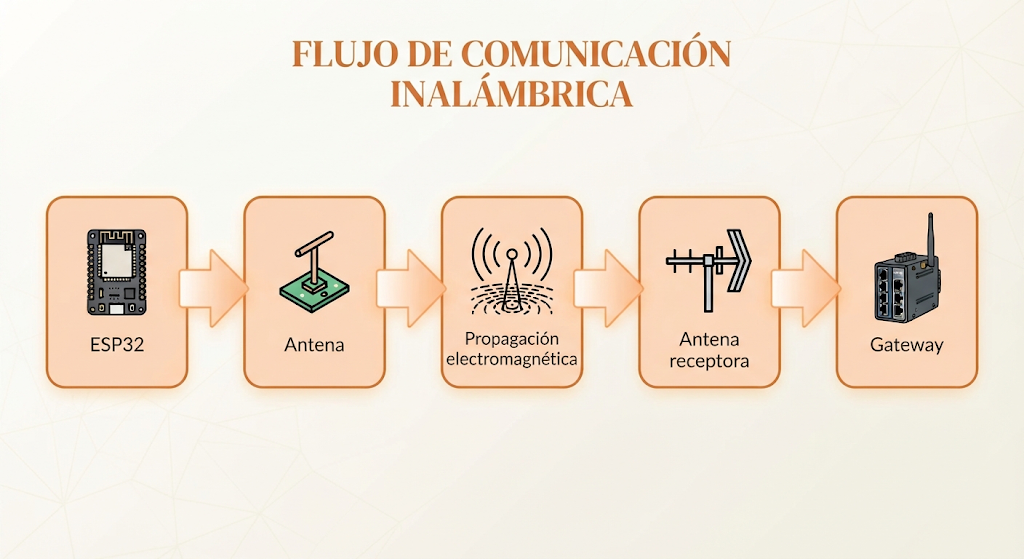 FLUJO DE COMUNICACIÓN
INALÁMBRICA
ESP32
Antena
Propagación
electromagnética
Antena
receptora
Gateway